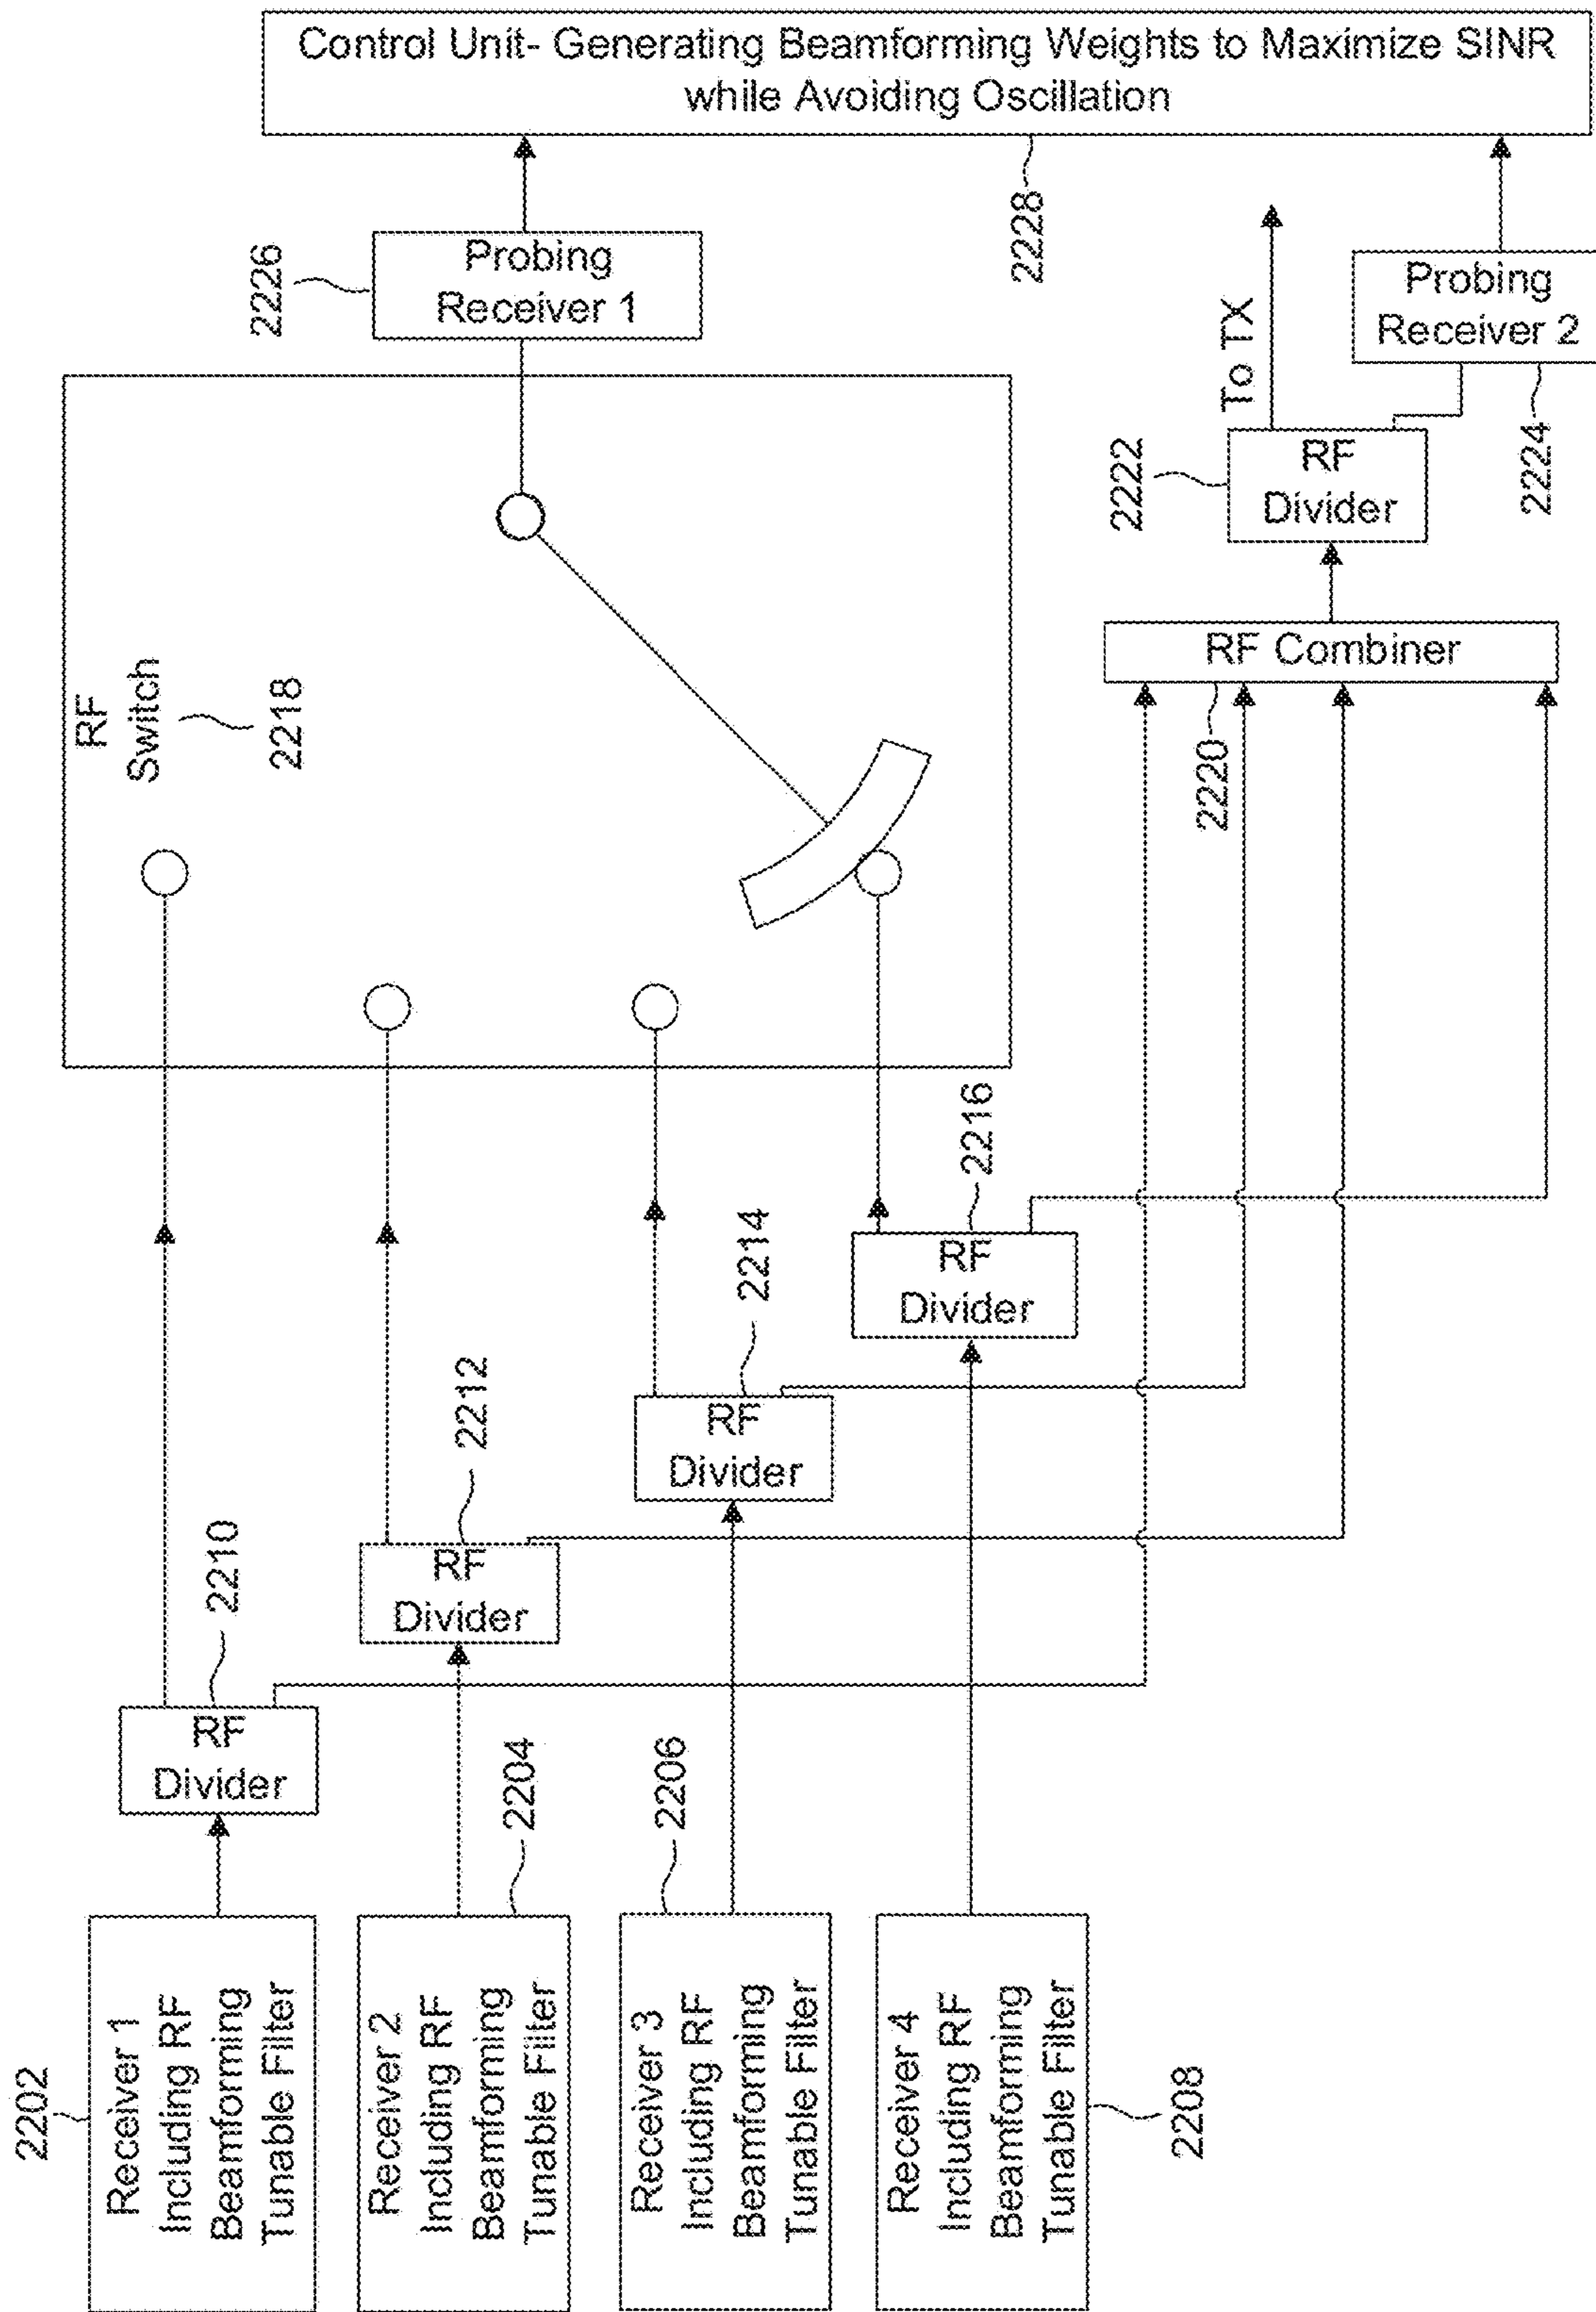 Control Unit- Generating Beamforming Weights to Maximize SINR
while Avoiding Oscillation
2228
2226
Probing
Receiver 1
Probing
Receiver 2
2224
To TX
2222
RF
Divider
RF Combiner
2220
RF
Switch
2218
2216
RF
Divider
2214
RF
Divider
2212
RF
Divider
2210
RF
Divider
2202
Receiver 1
Including RF
Beamforming
Tunable Filter
2204
Receiver 2
Including RF
Beamforming
Tunable Filter
2206
Receiver 3
Including RF
Beamforming
Tunable Filter
Receiver 4
Including RF
Beamforming
Tunable Filter
2208